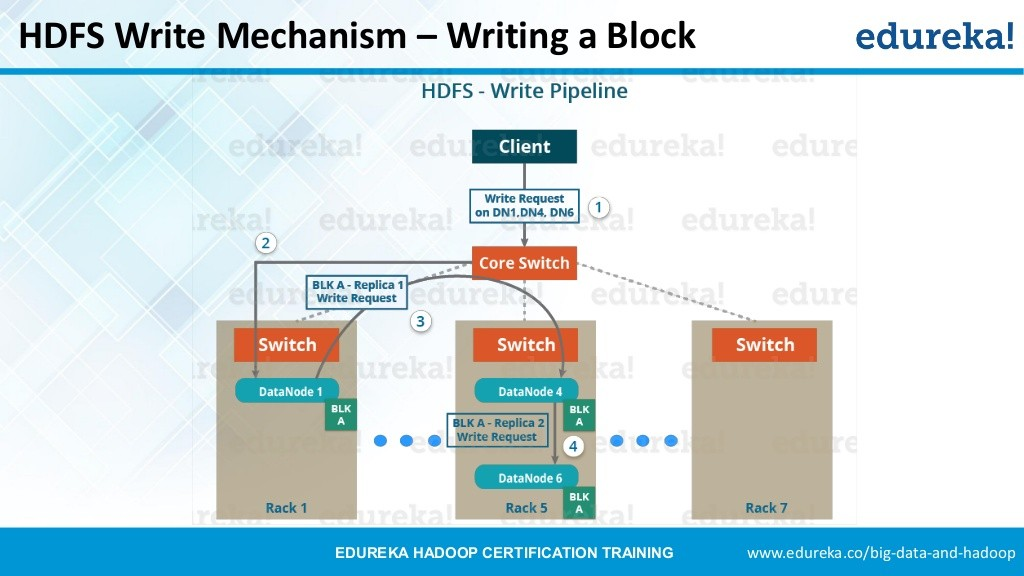 HDFS Write Mechanism – Writing a Block
edureka!
HDFS - Write Pipeline
Client
Write Request
on DN1,DN4, DN6
1
2
Core Switch
BLK A - Replica 1
Write Request
3
Switch
Switch
Switch
DataNode 1
DataNode 4
BLK
A
BLK
A
BLK A - Replica 2
Write Request
4
DataNode 6
BLK
A
Rack 1
Rack 5
Rack 7
EDUREKA HADOOP CERTIFICATION TRAINING
www.edureka.co/big-data-and-hadoop